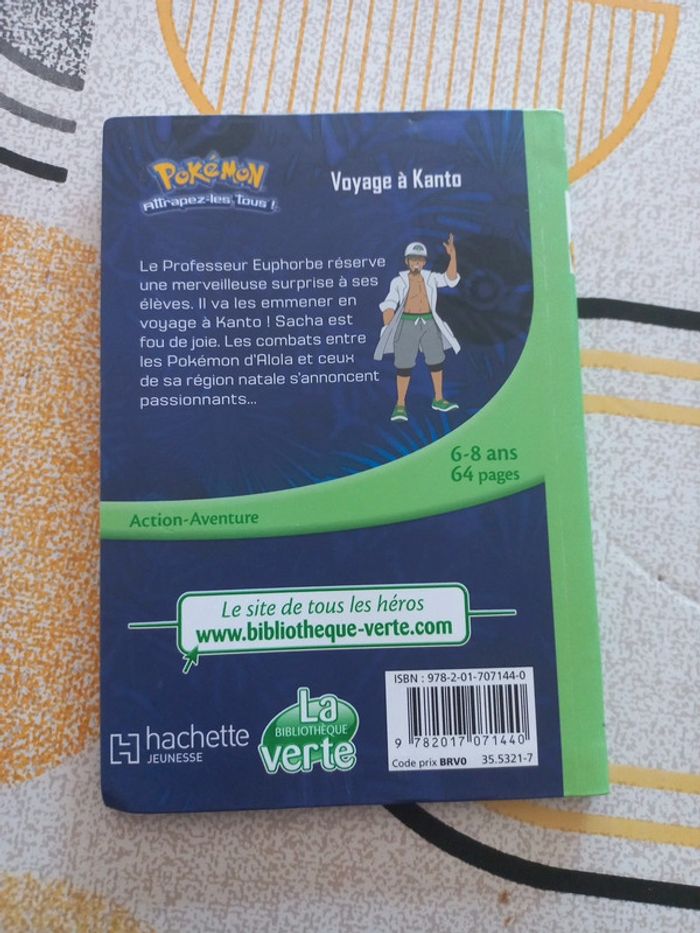 POKéMON
Attrapez-les Tous !
Voyage à Kanto
Le Professeur Euphorbe réserve
une merveilleuse surprise à ses
élèves. Il va les emmener en
voyage à Kanto ! Sacha est
fou de joie. Les combats entre
les Pokémon d'Alola et ceux
de sa région natale s'annoncent
passionnants...
6-8 ans
64 pages
Action-Aventure
Le site de tous les héros
www.bibliotheque-verte.com
hachette
JEUNESSE
La
BIBLIOTHÈQUE
verte
ISBN : 978-2-01-707144-0
9 782017 071440
Code prix BRV0 35.5321-7